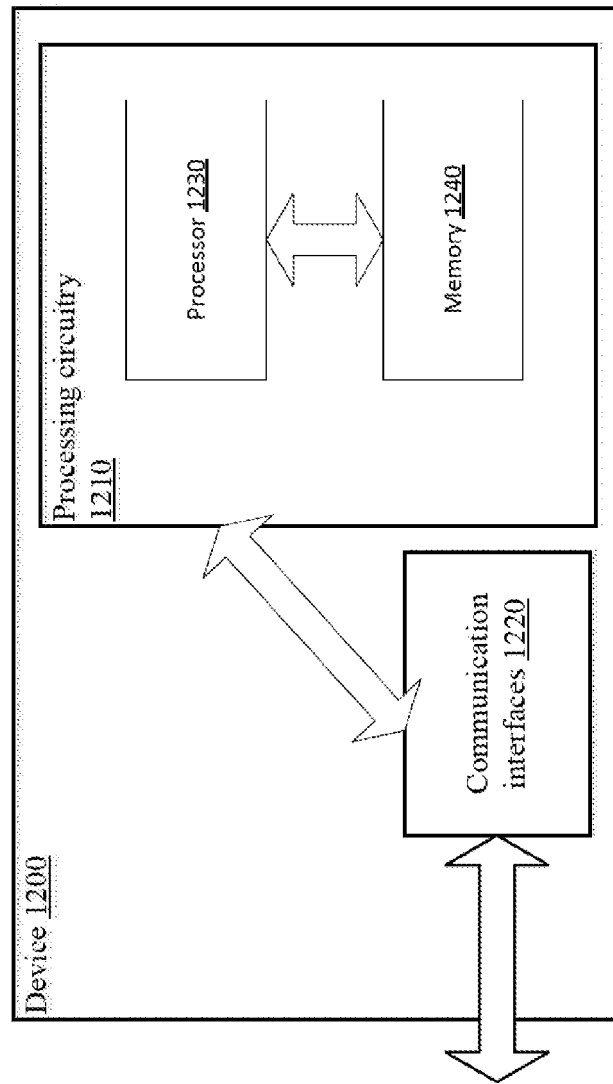 Device 1200
Processing circuitry
1210
Processor 1230
Memory 1240
Communication
interfaces 1220